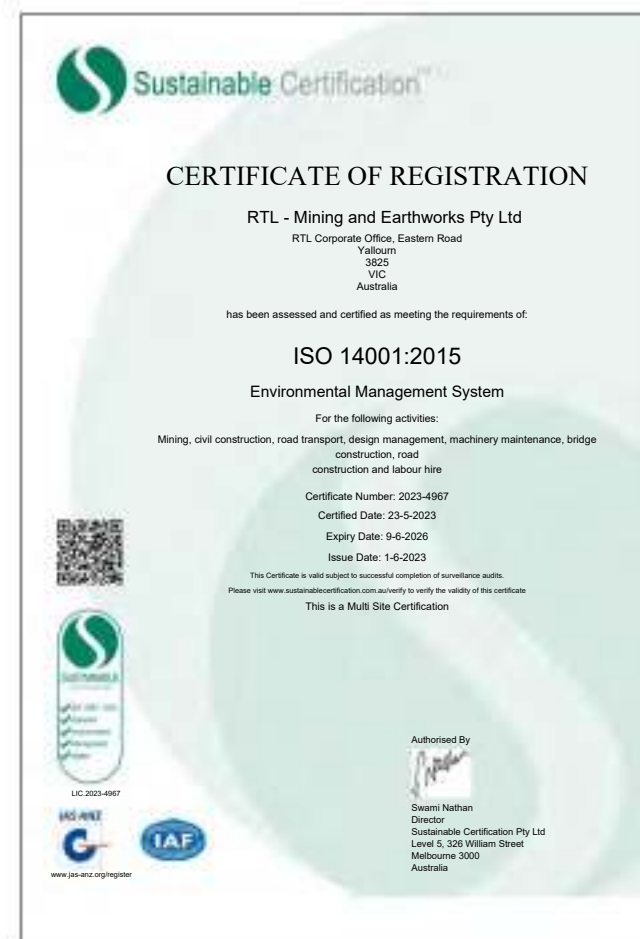 Sustainable Certification
CERTIFICATE OF REGISTRATION
RTL - Mining and Earthworks Pty Ltd
RTL Corporate Office, Eastern Road
Yallourn
3825
VIC
Australia
has been assessed and certified as meeting the requirements of:
ISO 14001:2015
Environmental Management System
For the following activities:
Mining, civil construction, road transport, design management, machinery maintenance, bridge
construction, road
construction and labour hire
Certificate Number: 2023-4967
Certified Date: 23-5-2023
Expiry Date: 9-6-2026
Issue Date: 1-6-2023
This Certificate is valid subject to successful completion of surveillance audits.
Please visit www.sustainablecertification.com.au/verify to verify the validity of this certificate
This is a Multi Site Certification
SUSTAINABLE
LIC.2023-4967
JAS-ANZ
IAF
www.jas-anz.org/register
Authorised By
Swami Nathan
Director
Sustainable Certification Pty Ltd
Level 5, 326 William Street
Melbourne 3000
Australia